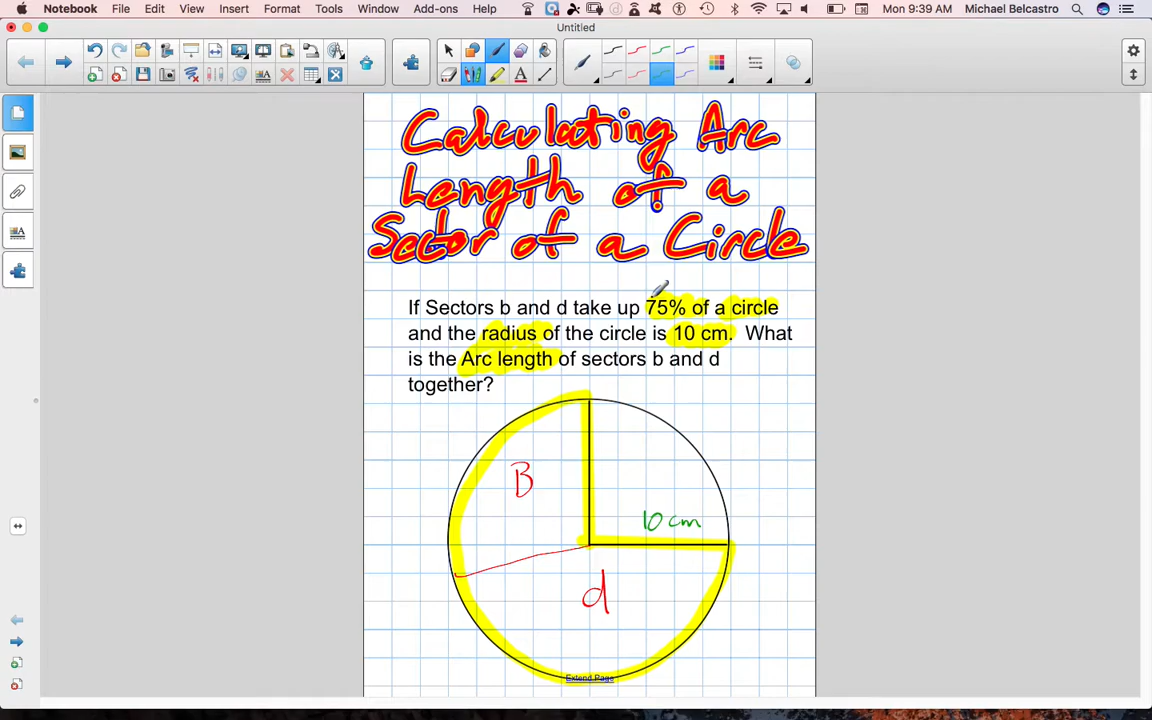 Notebook File Edit View Insert Format Tools Window Add-ons Help Mon 9:39 AM Michael Belcastro
Untitled
Calculating Arc
Length of a
Sector of a Circle
If Sectors b and d take up 75% of a circle
and the radius of the circle is 10 cm. What
is the Arc length of sectors b and d
together?
B
10 cm
d
Extend Page